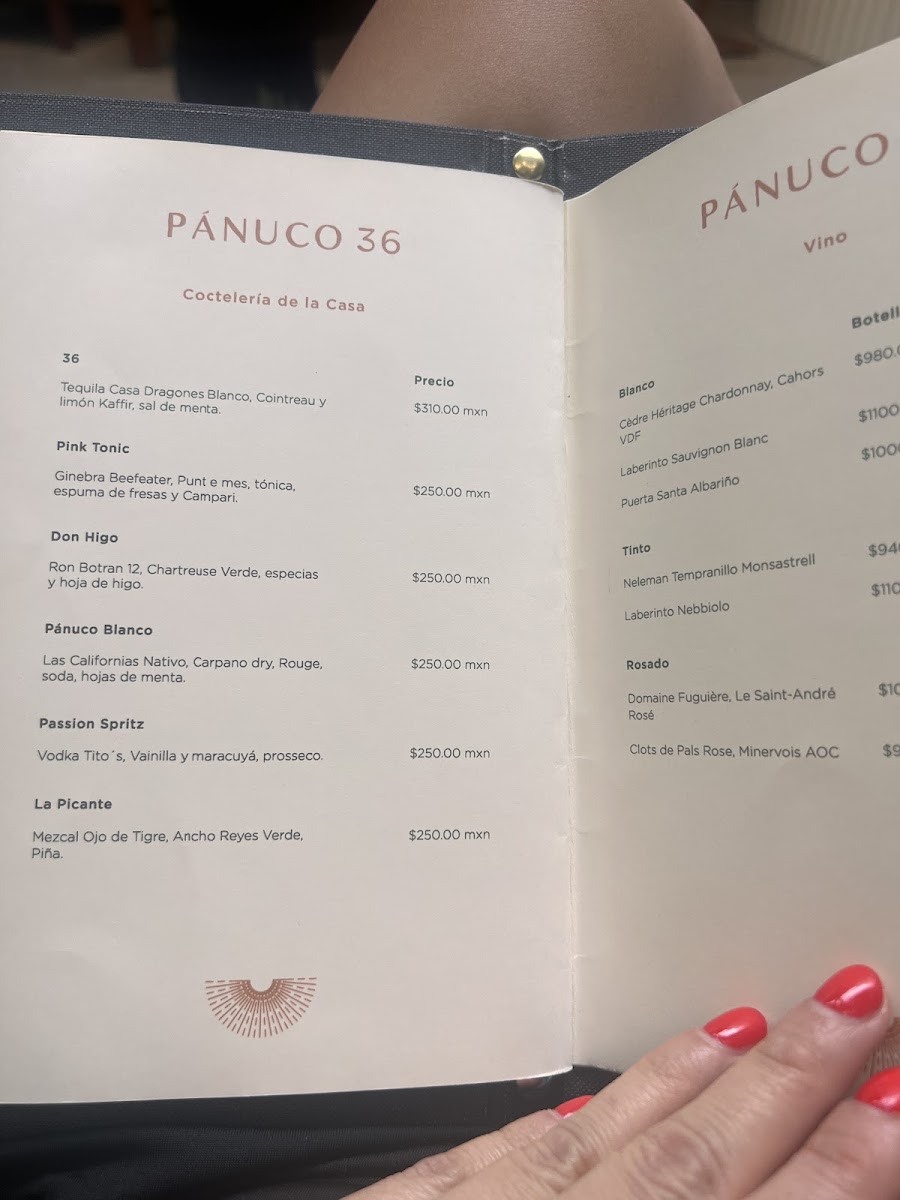 PÁNUCO 36
Coctelería de la Casa
36
Precio
Tequila Casa Dragones Blanco, Cointreau y
limón Kaffir, sal de menta.
$310.00 mxn
Pink Tonic
Ginebra Beefeater, Punt e mes, tónica,
espuma de fresas y Campari.
$250.00 mxn
Don Higo
Ron Botran 12, Chartreuse Verde, especias
y hoja de higo.
$250.00 mxn
Pánuco Blanco
Las Californias Nativo, Carpano dry, Rouge,
soda, hojas de menta.
$250.00 mxn
Passion Spritz
Vodka Tito´s, Vainilla y maracuyá, prosseco.
$250.00 mxn
La Picante
Mezcal Ojo de Tigre, Ancho Reyes Verde,
Piña.
$250.00 mxn
PÁNUCO
Vino
Blanco
Cèdre Héritage Chardonnay, Cahors
VDF
Laberinto Sauvignon Blanc
Puerta Santa Albariño
Tinto
Neleman Tempranillo Monsastrell
Laberinto Nebbiolo
Rosado
Domaine Fuguière, Le Saint-André
Rosé
Clots de Pals Rose, Minervois AOC